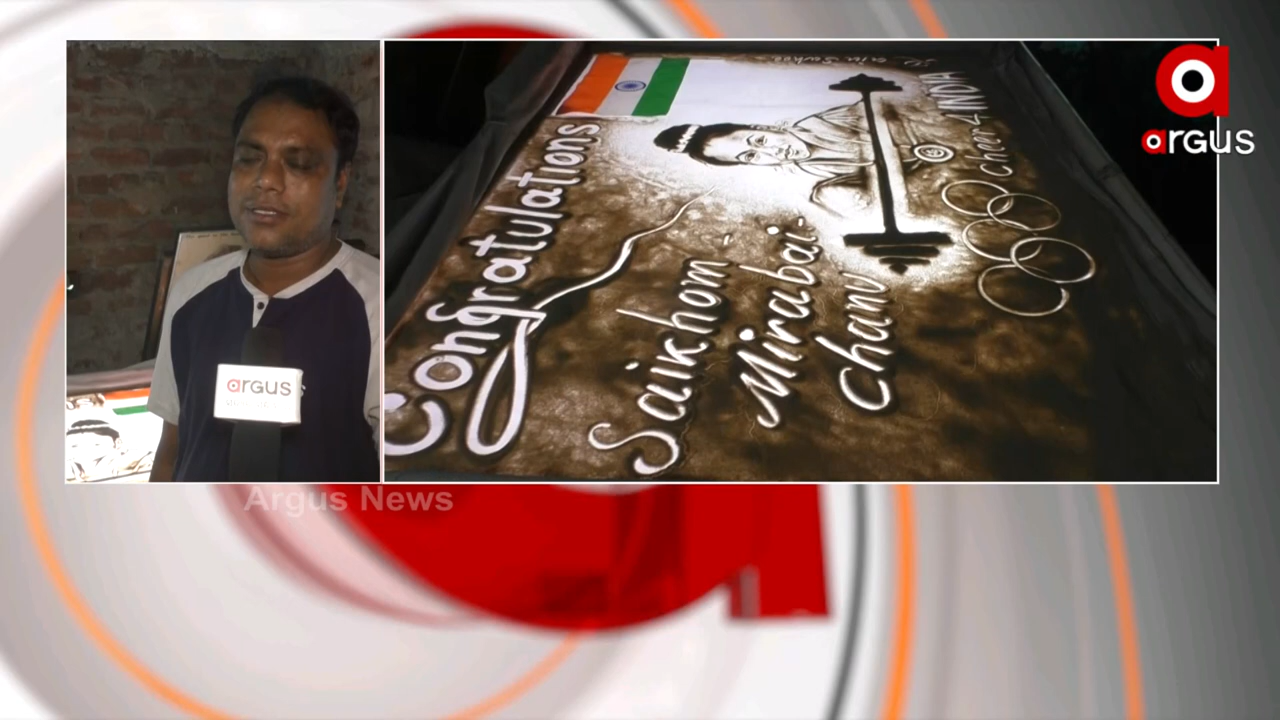 argus
Congratulations
Saikhom
Mirabai
Chanu
cheer 4 INDIA
argus
Argus News